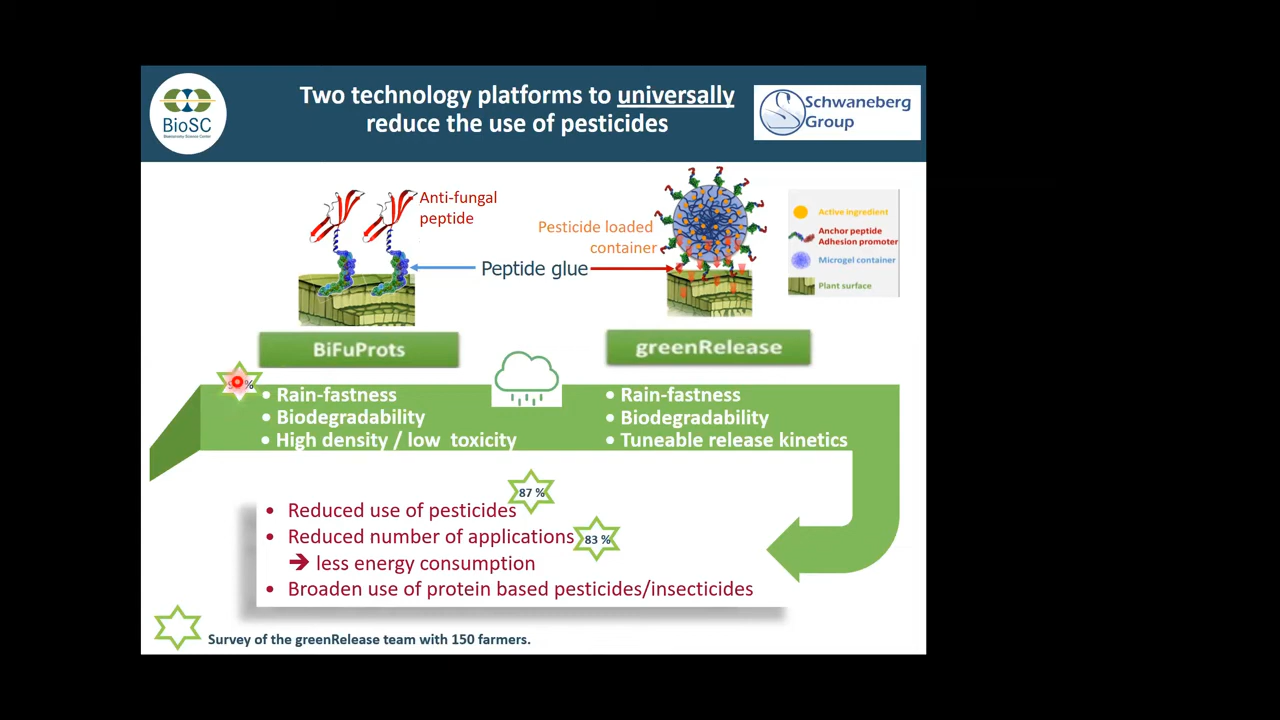 BioSC
Two technology platforms to universally
reduce the use of pesticides
Schwaneberg
Group
Anti-fungal
peptide
Pesticide loaded
container
Peptide glue
Active ingredient
Anchor peptide
Adhesion promoter
Microgel container
Plant surface
BiFuProts
greenRelease
• Rain-fastness
• Biodegradability
• High density / low toxicity
• Rain-fastness
• Biodegradability
• Tuneable release kinetics
87 %
• Reduced use of pesticides
• Reduced number of applications
83 %
➔ less energy consumption
• Broaden use of protein based pesticides/insecticides
Survey of the greenRelease team with 150 farmers.